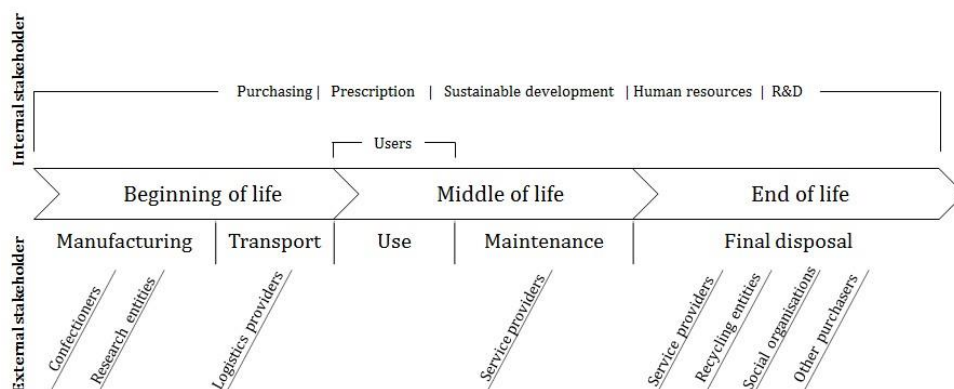 Internal stakeholder
Purchasing | Prescription | Sustainable development | Human resources | R&D
Users
Beginning of life
Middle of life
End of life
Manufacturing
Transport
Use
Maintenance
Final disposal
External stakeholder
Confectioners
Research entities
Logistics providers
Service providers
Service providers
Recycling entities
Social organisations
Other purchasers